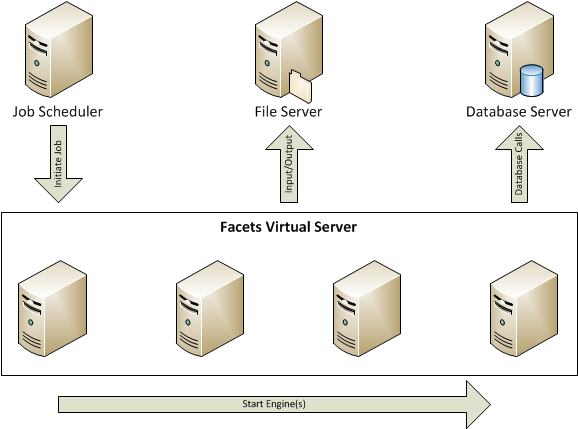 Job Scheduler
File Server
Database Server
Initiate Job
Input/Output
Database Calls
Facets Virtual Server
Start Engine(s)